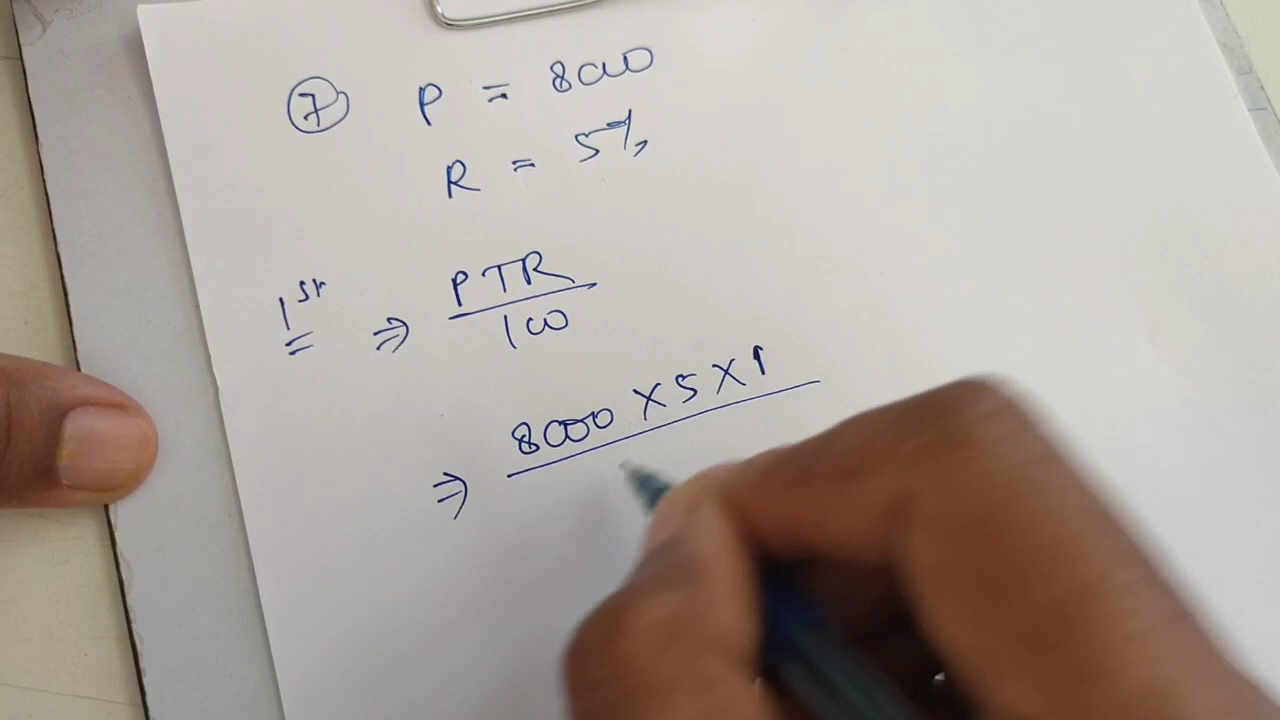 7 P = 8000
R = 5%
1st ⇒ PTR
100
⇒ 8000 X 5 X 1